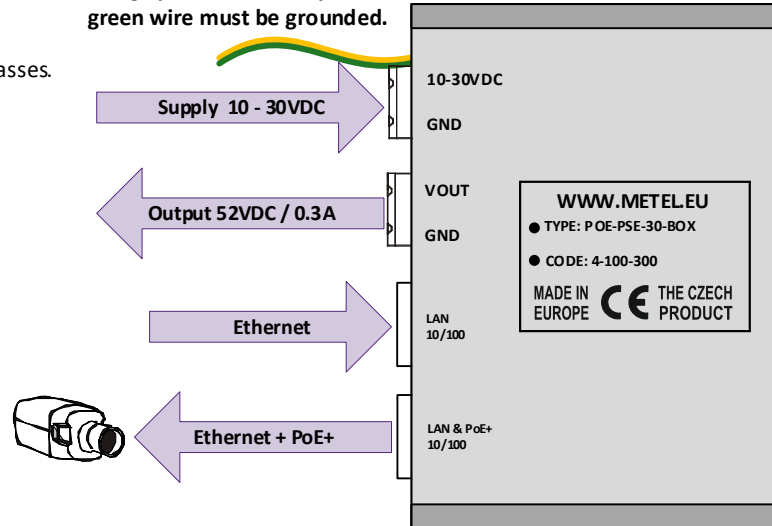 green wire must be grounded.
asses.
Supply 10 - 30VDC
10-30VDC
GND
Output 52VDC / 0.3A
VOUT
GND
WWW.METEL.EU
TYPE: POE-PSE-30-BOX
CODE: 4-100-300
MADE IN EUROPE CE THE CZECH PRODUCT
Ethernet
LAN
10/100
Ethernet + PoE+
LAN & PoE+
10/100